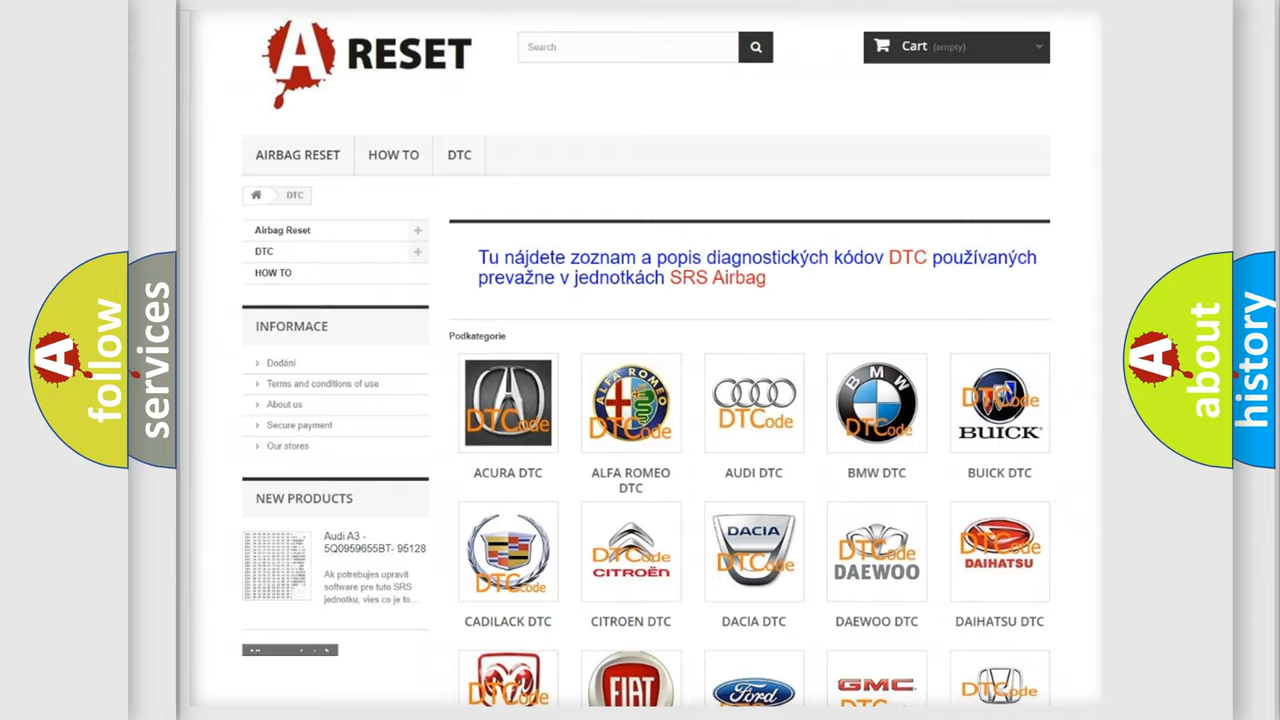 A RESET
Search
Cart (empty)
AIRBAG RESET
HOW TO
DTC
DTC
Airbag Reset
DTC
HOW TO
INFORMACE
Dodání
Terms and conditions of use
About us
Secure payment
Our stores
NEW PRODUCTS
Audi A3 -
5Q0959655BT- 95128
Ak potrebujes upravit
software pre tuto SRS
jednotku, vies co je to...
Tu nájdete zoznam a popis diagnostických kódov DTC používaných
prevažne v jednotkách SRS Airbag
Podkategorie
DTCode
ALFA ROMEO
DTCode
DTCode
BMW
DTCode
DTCode
BUICK
ACURA DTC
ALFA ROMEO
DTC
AUDI DTC
BMW DTC
BUICK DTC
DTCode
DTCode
CITROËN
DACIA
DTCode
DTCode
DAEWOO
DTCode
DAIHATSU
CADILACK DTC
CITROEN DTC
DACIA DTC
DAEWOO DTC
DAIHATSU DTC
DTCode
FIAT
Ford
GMC
DTCode
A follow
services
A about
history